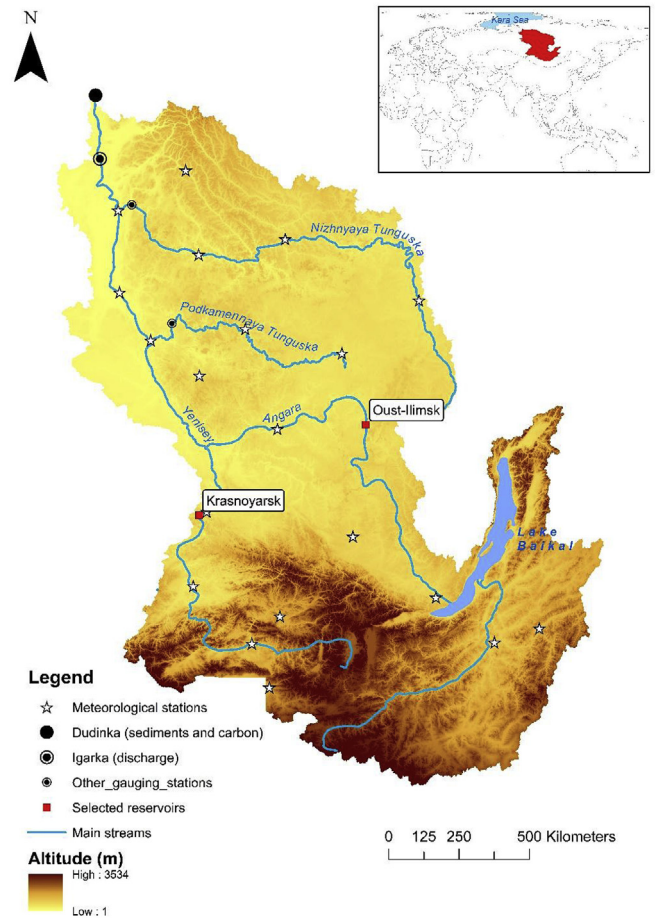 N
Kara Sea
Nizhnyaya Tunguska
Podkamennaya Tunguska
Yenisey
Angara
Oust-Ilimsk
Krasnoyarsk
Lake
Baikal
Legend
Meteorological stations
Dudinka (sediments and carbon)
Igarka (discharge)
Other_gauging_stations
Selected reservoirs
Main streams
0 125 250 500 Kilometers
Altitude (m)
High : 3534
Low : 1